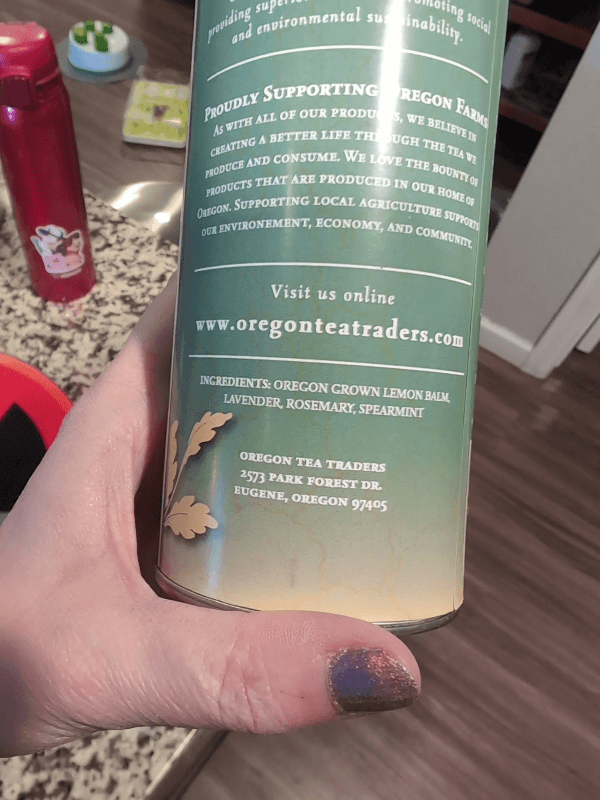 providing
moting social
and environmental sustainability.
PROUDLY SUPPORTING OREGON FARMS
AS WITH ALL OF OUR PRODUCTS, WE BELIEVE IN
CREATING A BETTER LIFE THROUGH THE TEA WE
PRODUCE AND CONSUME. WE LOVE THE BOUNTY OF
PRODUCTS THAT ARE PRODUCED IN OUR HOME OF
OREGON. SUPPORTING LOCAL AGRICULTURE SUPPORTS
OUR ENVIRONEMENT, ECONOMY, AND COMMUNITY.
Visit us online
www.oregonteatraders.com
INGREDIENTS: OREGON GROWN LEMON BALM,
LAVENDER, ROSEMARY, SPEARMINT
OREGON TEA TRADERS
2573 PARK FOREST DR.
EUGENE, OREGON 97405